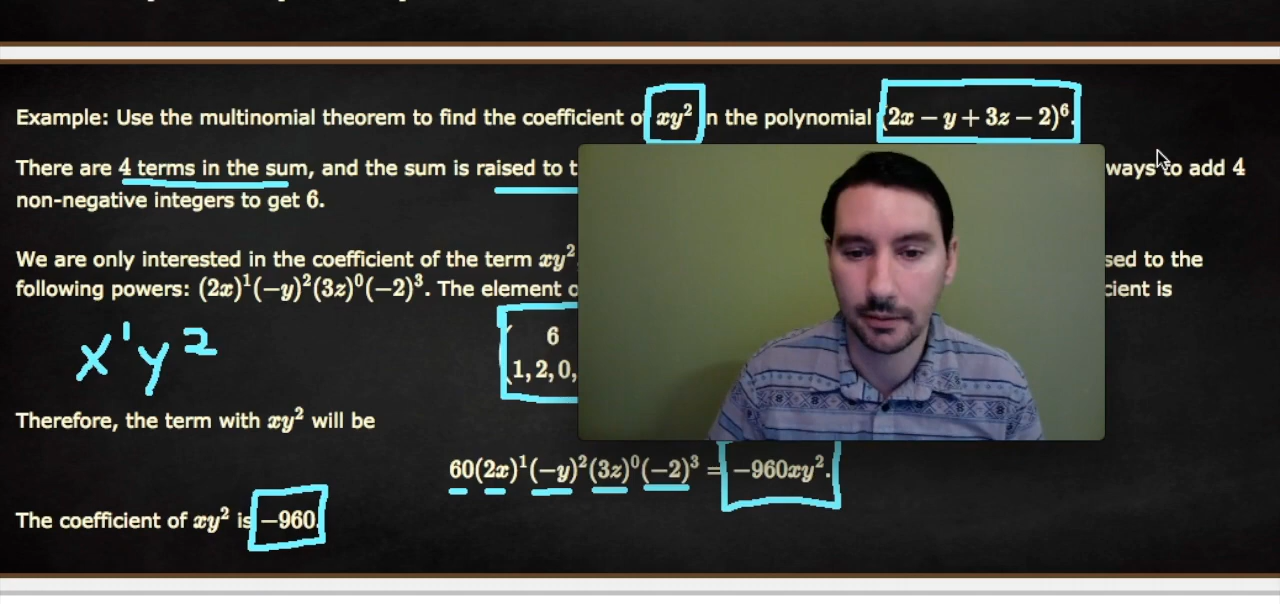 Example: Use the multinomial theorem to find the coefficient of xy² in the polynomial (2x − y + 3z − 2)⁶.
There are 4 terms in the sum, and the sum is raised to t ways to add 4
non-negative integers to get 6.
We are only interested in the coefficient of the term xy² sed to the
following powers: (2x)¹(−y)²(3z)⁰(−2)³. The element o cient is
x¹y²
6
1, 2, 0,
Therefore, the term with xy² will be
60(2x)¹(−y)²(3z)⁰(−2)³ = −960xy².
The coefficient of xy² is −960.